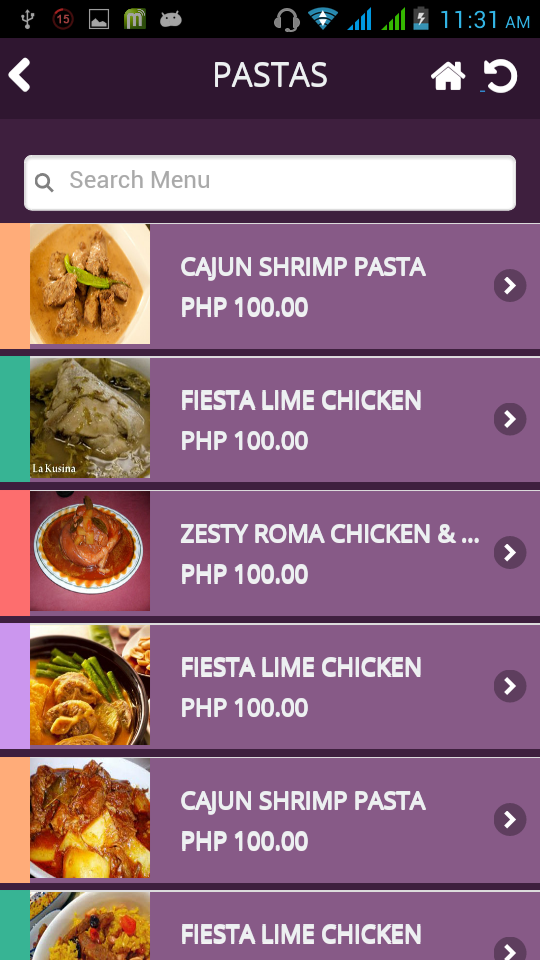 15
11:31 AM
PASTAS
Search Menu
CAJUN SHRIMP PASTA
PHP 100.00
FIESTA LIME CHICKEN
PHP 100.00
La Kusina
ZESTY ROMA CHICKEN & ...
PHP 100.00
FIESTA LIME CHICKEN
PHP 100.00
CAJUN SHRIMP PASTA
PHP 100.00
FIESTA LIME CHICKEN